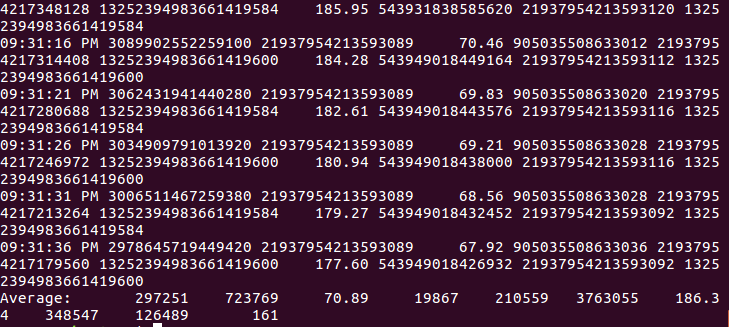 4217348128 13252394983661419584    185.95 543931838585620 21937954213593120 1325
2394983661419584
09:31:16 PM 3089902552259100 21937954213593089     70.46 905035508633012 2193795
4217314408 13252394983661419600    184.28 543949018449164 21937954213593112 1325
2394983661419600
09:31:21 PM 3062431941440280 21937954213593089     69.83 905035508633020 2193795
4217280688 13252394983661419584    182.61 543949018443576 21937954213593116 1325
2394983661419584
09:31:26 PM 3034909791013920 21937954213593089     69.21 905035508633028 2193795
4217246972 13252394983661419600    180.94 543949018438000 21937954213593116 1325
2394983661419600
09:31:31 PM 3006511467259380 21937954213593089     68.56 905035508633028 2193795
4217213264 13252394983661419584    179.27 543949018432452 21937954213593092 1325
2394983661419584
09:31:36 PM 2978645719449420 21937954213593089     67.92 905035508633036 2193795
4217179560 13252394983661419600    177.60 543949018426932 21937954213593092 1325
2394983661419600
Average:       297251    723769     70.89     19867    210559   3763055    186.3
4    348547    126489       161